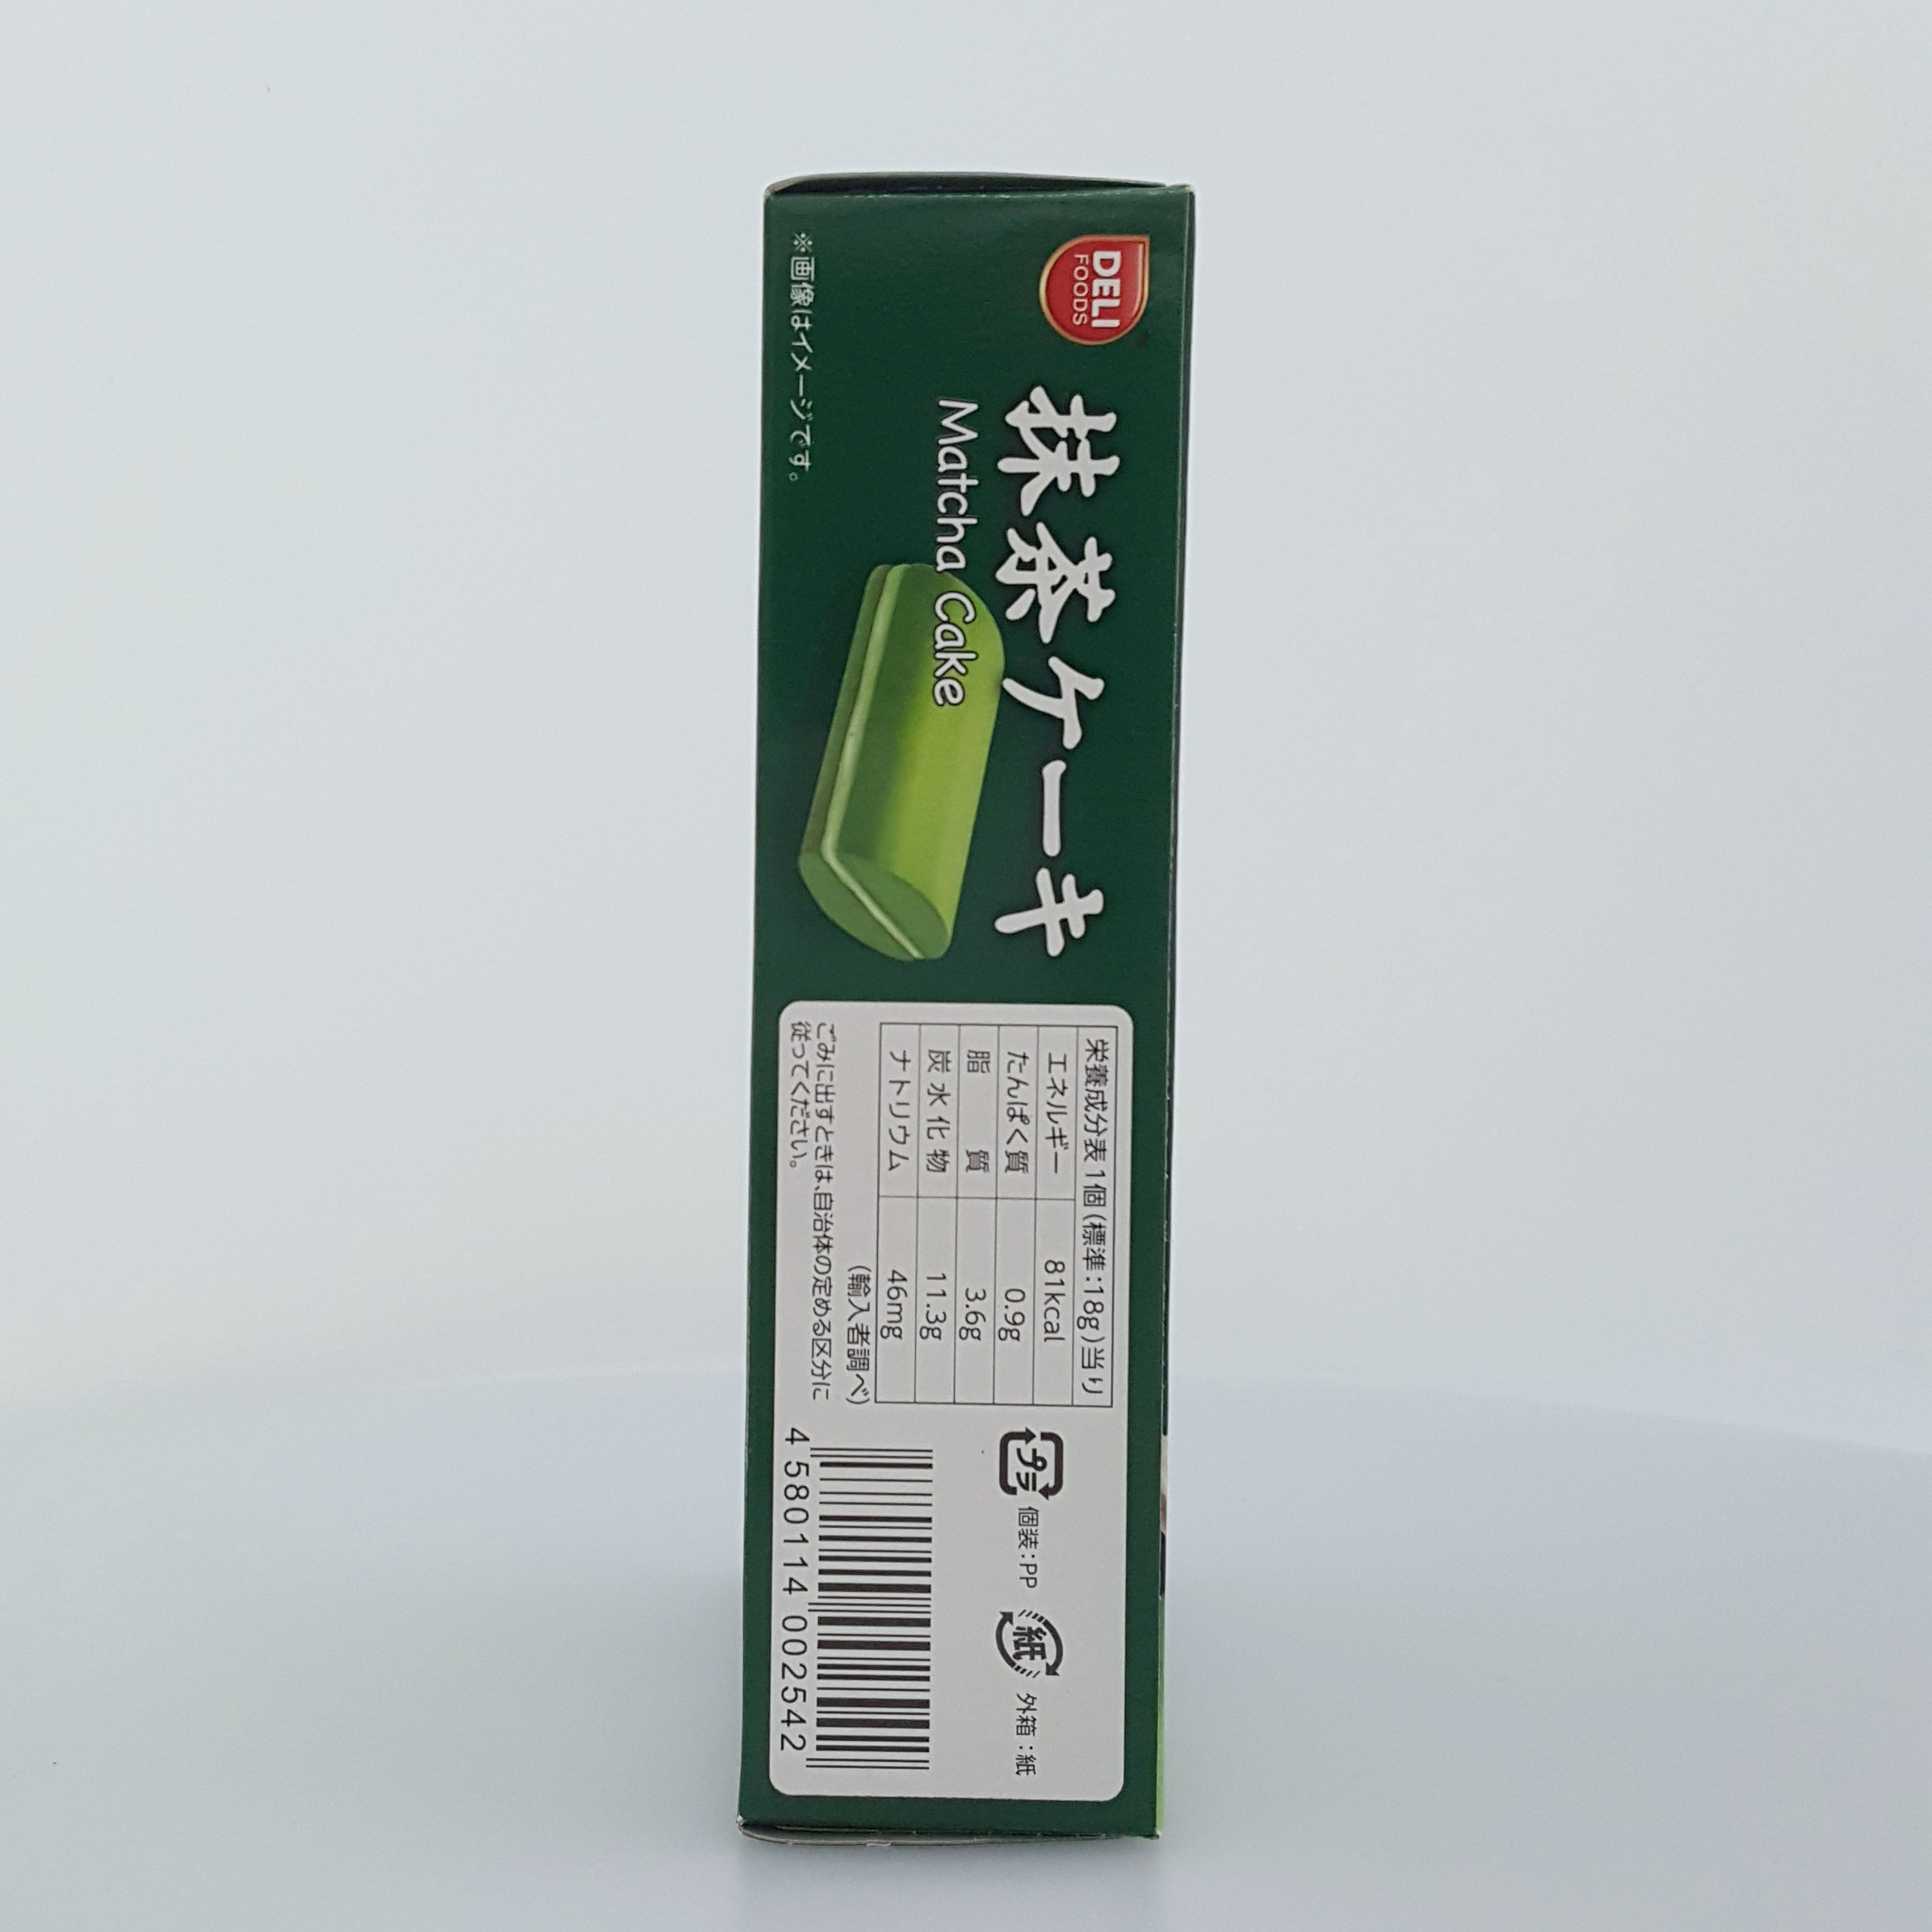 DELI
FOODS
抹茶ケーキ
Matcha Cake
※画像はイメージです。
栄養成分表1個(標準:18g)当り
エネルギー 81kcal
たんぱく質 0.9g
脂質 3.6g
炭水化物 11.3g
ナトリウム 46mg
(輸入者調べ)
ごみに出すときは、自治体の定める区分に
従ってください。
プラ 個装:PP 紙 外箱:紙
4 580114 002542